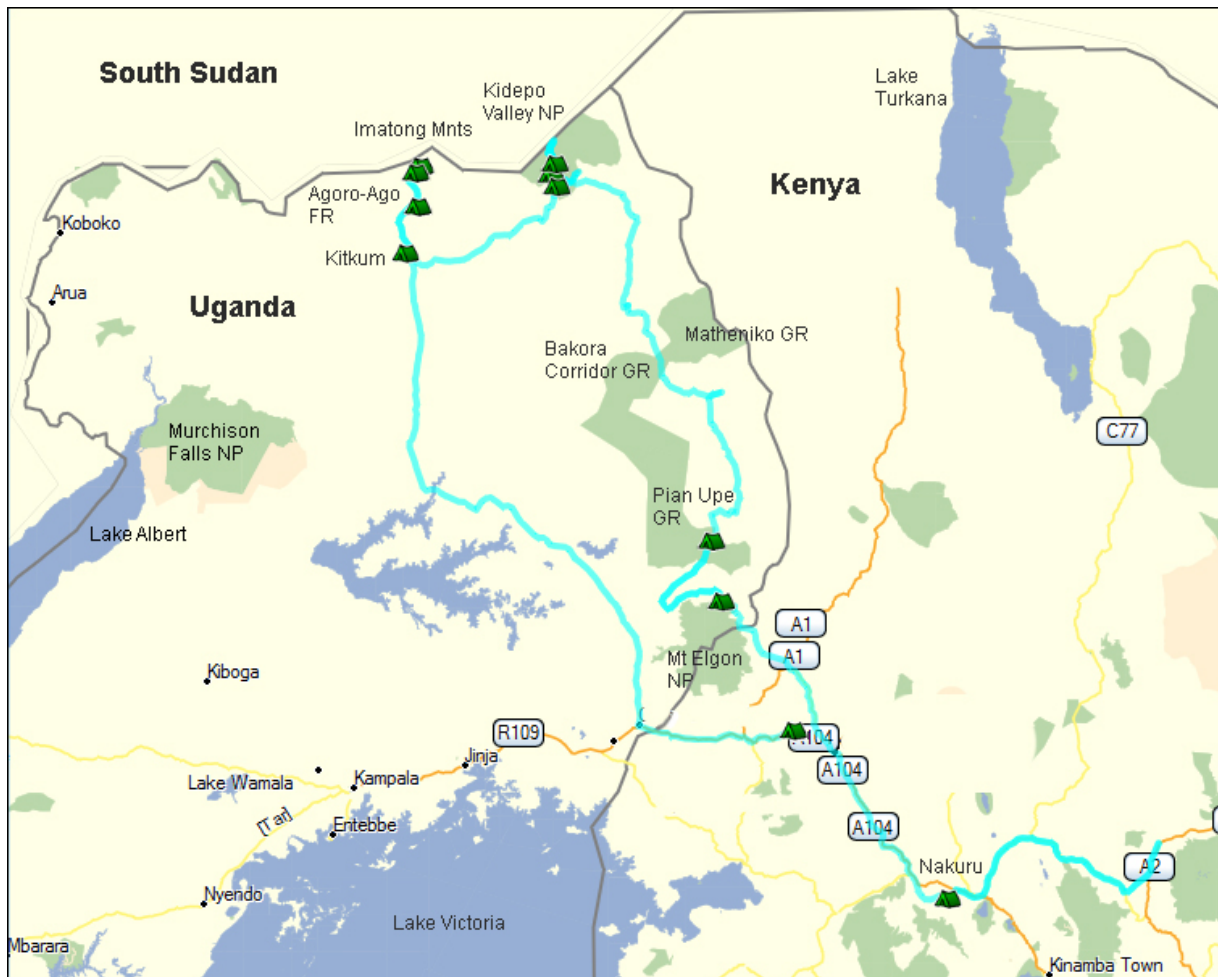 South Sudan
Kidepo
Valley NP
Lake
Turkana
Imatong Mnts
Kenya
Agoro-Ago
FR
Koboko
Kitkum
Arua
Uganda
Matheniko GR
Bakora
Corridor GR
Murchison
Falls NP
C77
Pian Upe
GR
Lake Albert
A1
A1
Mt Elgon
NP
Kiboga
R109
A104
Jinja
A104
Lake Wamala
Kampala
[Tar]
Entebbe
A104
Nakuru
A2
Nyendo
Lake Victoria
Mbarara
Kinamba Town